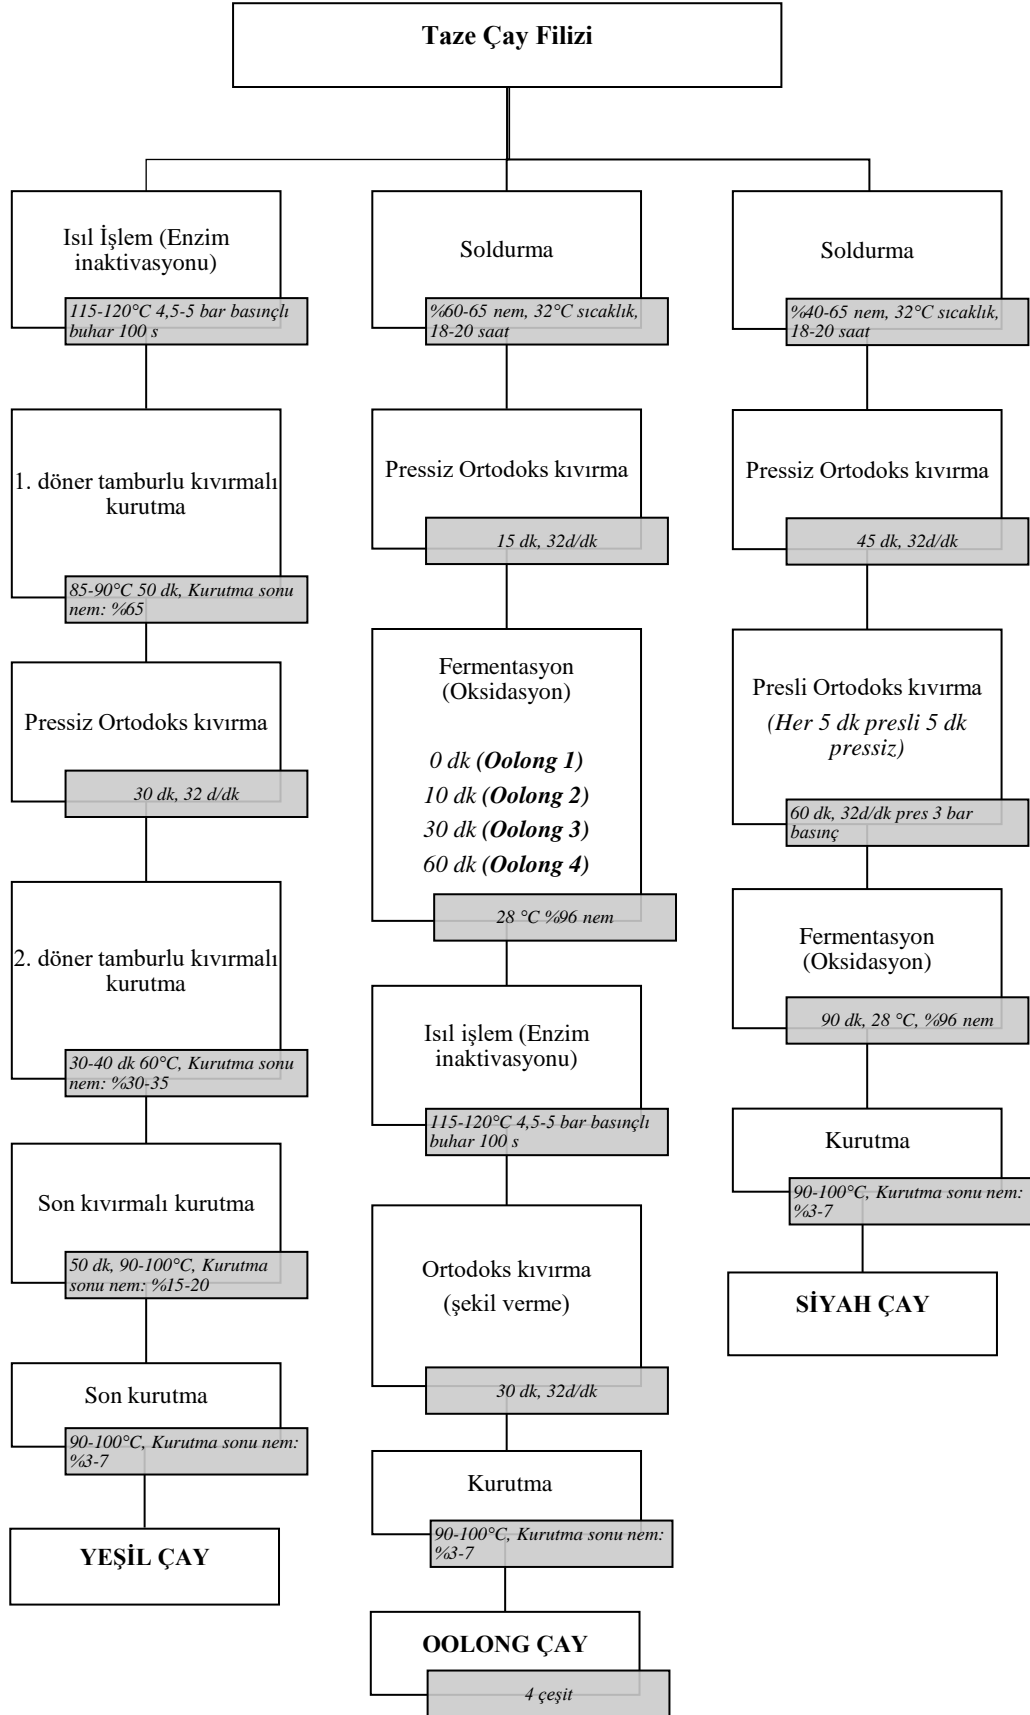 Taze Çay Filizi
Isıl İşlem (Enzim
inaktivasyonu)
115-120°C 4,5-5 bar basınçlı
buhar 100 s
1. döner tamburlu kıvırmalı
kurutma
85-90°C 50 dk, Kurutma sonu
nem: %65
Pressiz Ortodoks kıvırma
30 dk, 32 d/dk
2. döner tamburlu kıvırmalı
kurutma
30-40 dk 60°C, Kurutma sonu
nem: %30-35
Son kıvırmalı kurutma
50 dk, 90-100°C, Kurutma
sonu nem: %15-20
Son kurutma
90-100°C, Kurutma sonu nem:
%3-7
YEŞİL ÇAY
Soldurma
%60-65 nem, 32°C sıcaklık,
18-20 saat
Pressiz Ortodoks kıvırma
15 dk, 32d/dk
Fermentasyon
(Oksidasyon)
0 dk (Oolong 1)
10 dk (Oolong 2)
30 dk (Oolong 3)
60 dk (Oolong 4)
28 °C %96 nem
Isıl işlem (Enzim
inaktivasyonu)
115-120°C 4,5-5 bar basınçlı
buhar 100 s
Ortodoks kıvırma
(şekil verme)
30 dk, 32d/dk
Kurutma
90-100°C, Kurutma sonu nem:
%3-7
OOLONG ÇAY
4 çeşit
Soldurma
%40-65 nem, 32°C sıcaklık,
18-20 saat
Pressiz Ortodoks kıvırma
45 dk, 32d/dk
Presli Ortodoks kıvırma
(Her 5 dk presli 5 dk
pressiz)
60 dk, 32d/dk pres 3 bar
basınç
Fermentasyon
(Oksidasyon)
90 dk, 28 °C, %96 nem
Kurutma
90-100°C, Kurutma sonu nem:
%3-7
SİYAH ÇAY